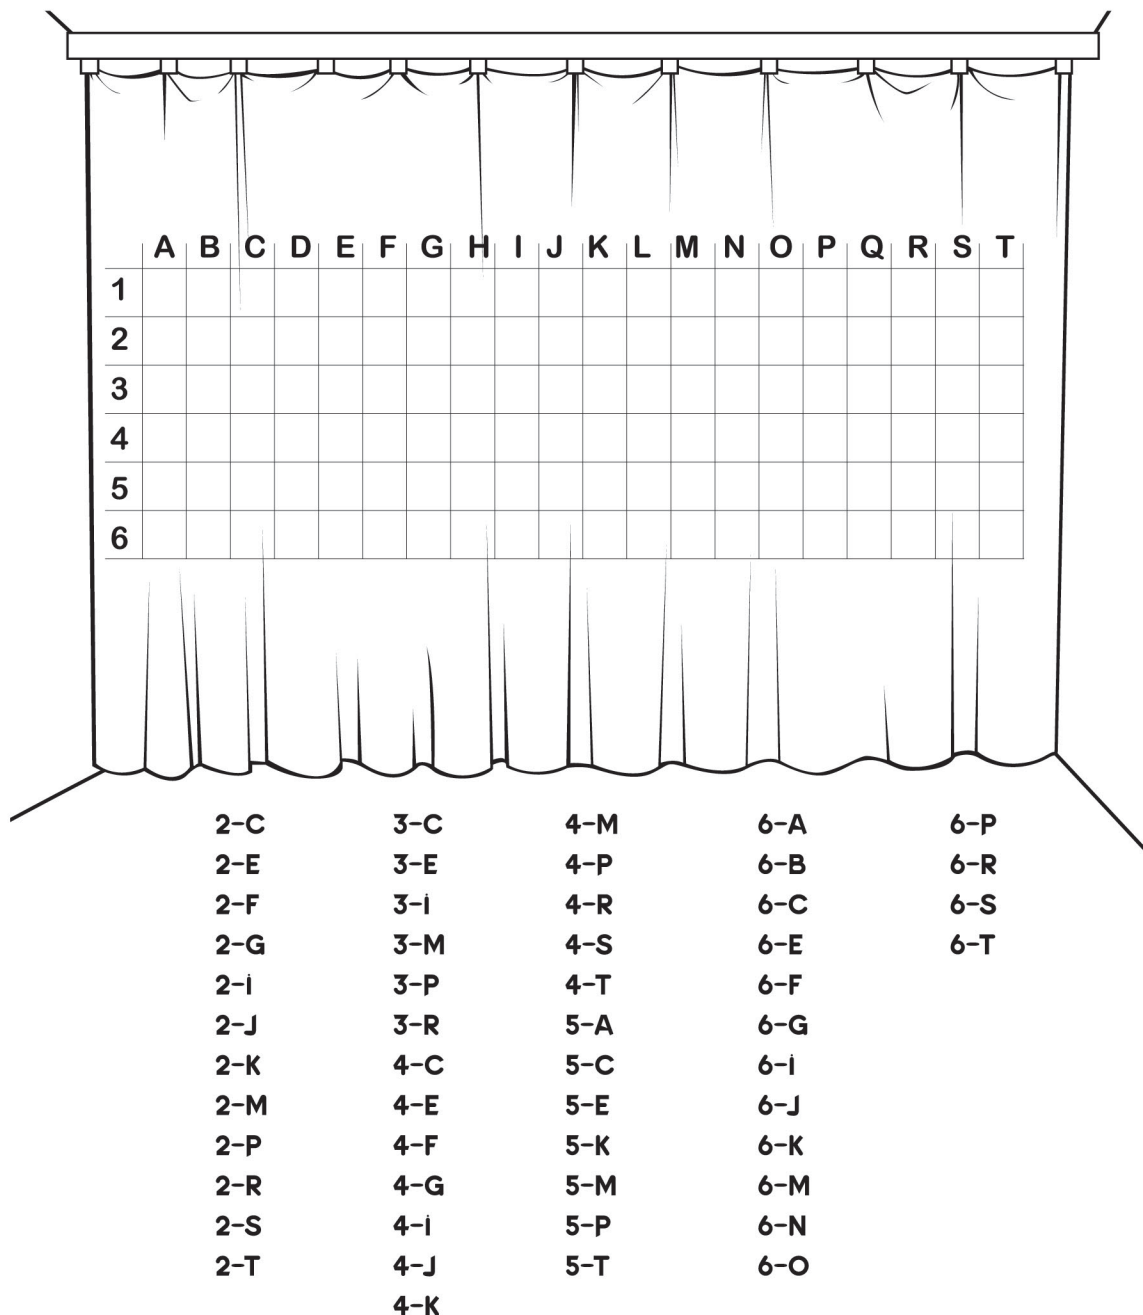 A B C D E F G H I J K L M N O P Q R S T
1
2
3
4
5
6
2-C 3-C 4-M 6-A 6-P
2-E 3-E 4-P 6-B 6-R
2-F 3-i 4-R 6-C 6-S
2-G 3-M 4-S 6-E 6-T
2-i 3-P 4-T 6-F
2-J 3-R 5-A 6-G
2-K 4-C 5-C 6-i
2-M 4-E 5-E 6-J
2-P 4-F 5-K 6-K
2-R 4-G 5-M 6-M
2-S 4-i 5-P 6-N
2-T 4-J 5-T 6-O
4-K